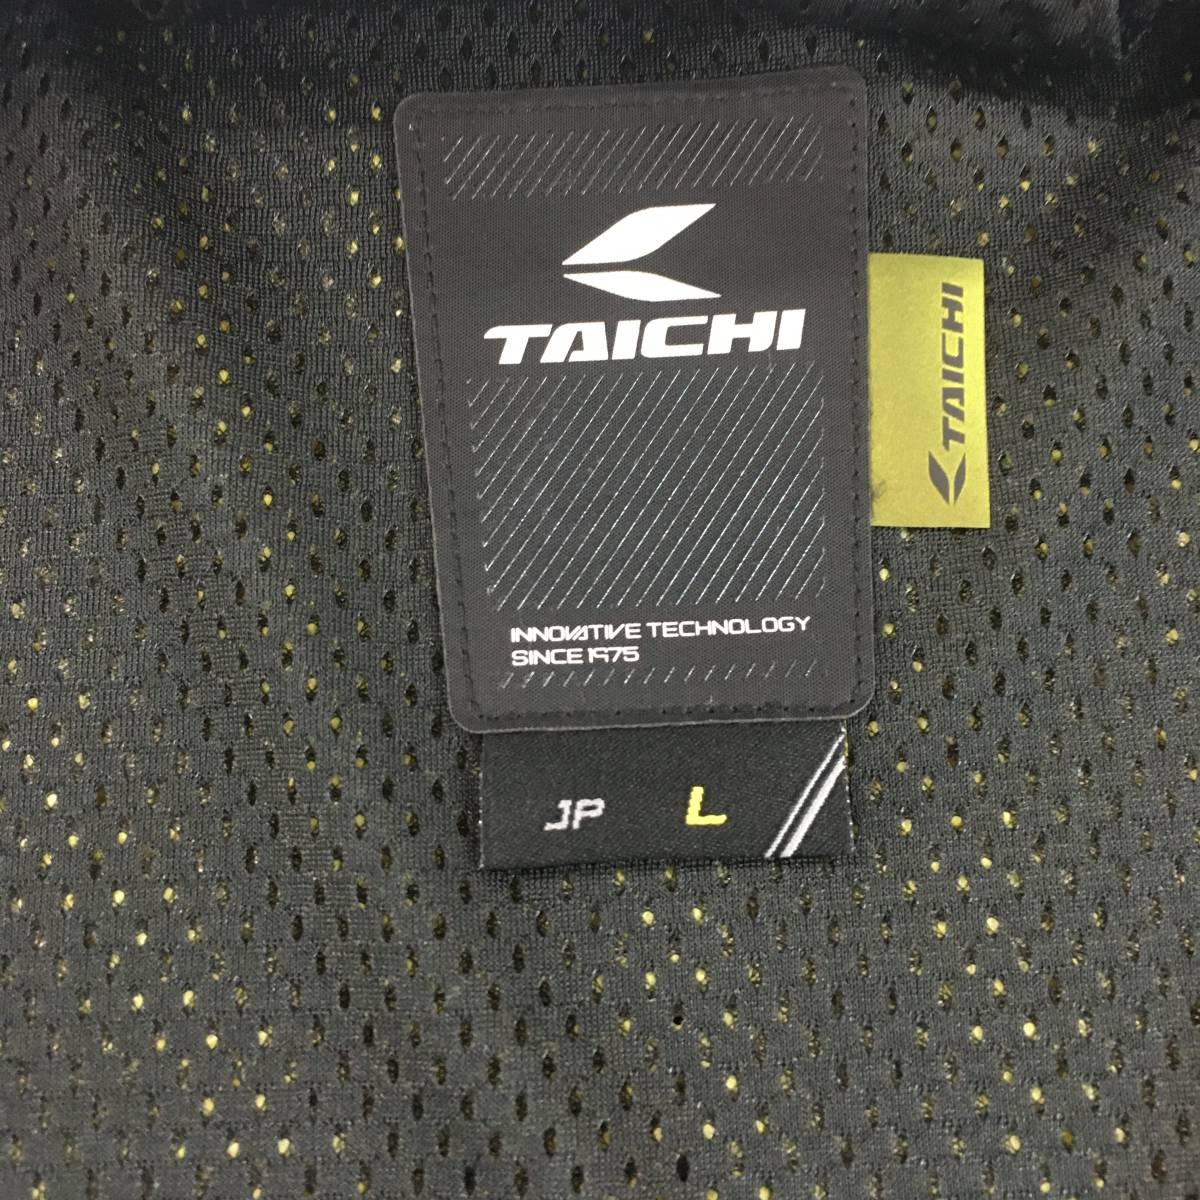 TAICHI
INNOVATIVE TECHNOLOGY
SINCE 1975
JP L
TAICHI